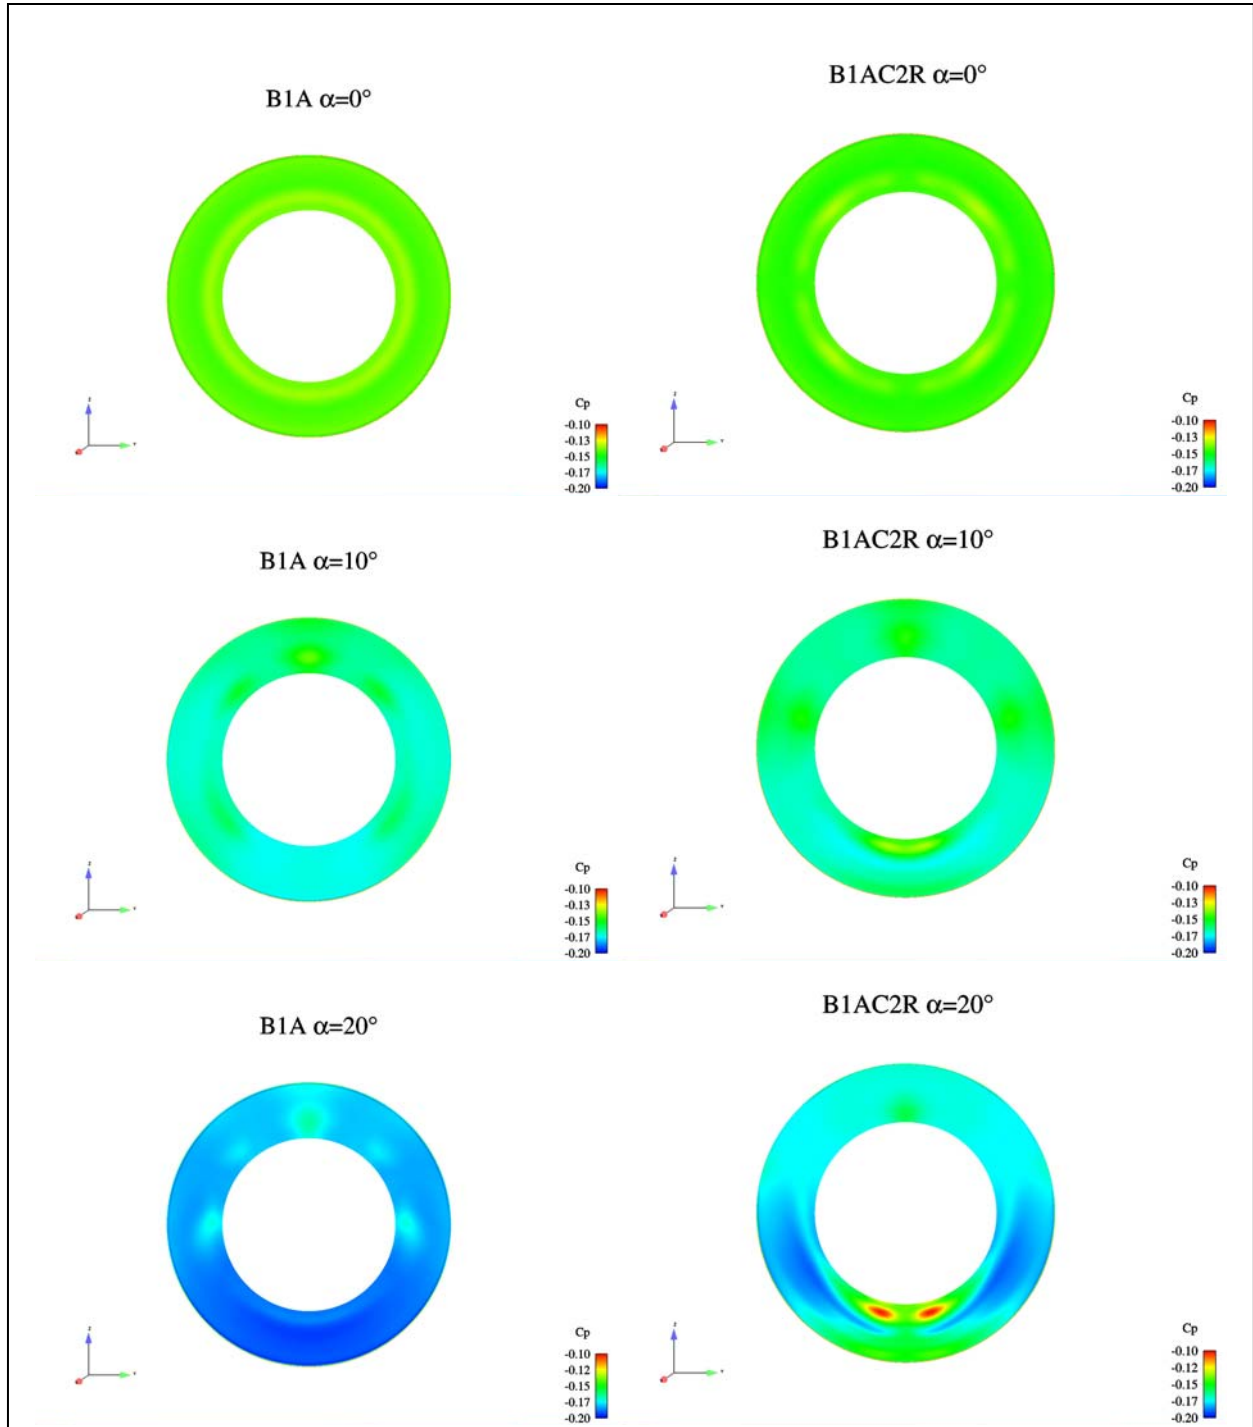 B1A α=0°
B1AC2R α=0°
z
Y
Cp
-0.10
-0.13
-0.15
-0.17
-0.20
z
Y
Cp
-0.10
-0.13
-0.15
-0.17
-0.20
B1A α=10°
B1AC2R α=10°
z
Y
Cp
-0.10
-0.13
-0.15
-0.17
-0.20
z
Y
Cp
-0.10
-0.13
-0.15
-0.17
-0.20
B1A α=20°
B1AC2R α=20°
z
Y
Cp
-0.10
-0.12
-0.15
-0.17
-0.20
z
Y
Cp
-0.10
-0.12
-0.15
-0.17
-0.20